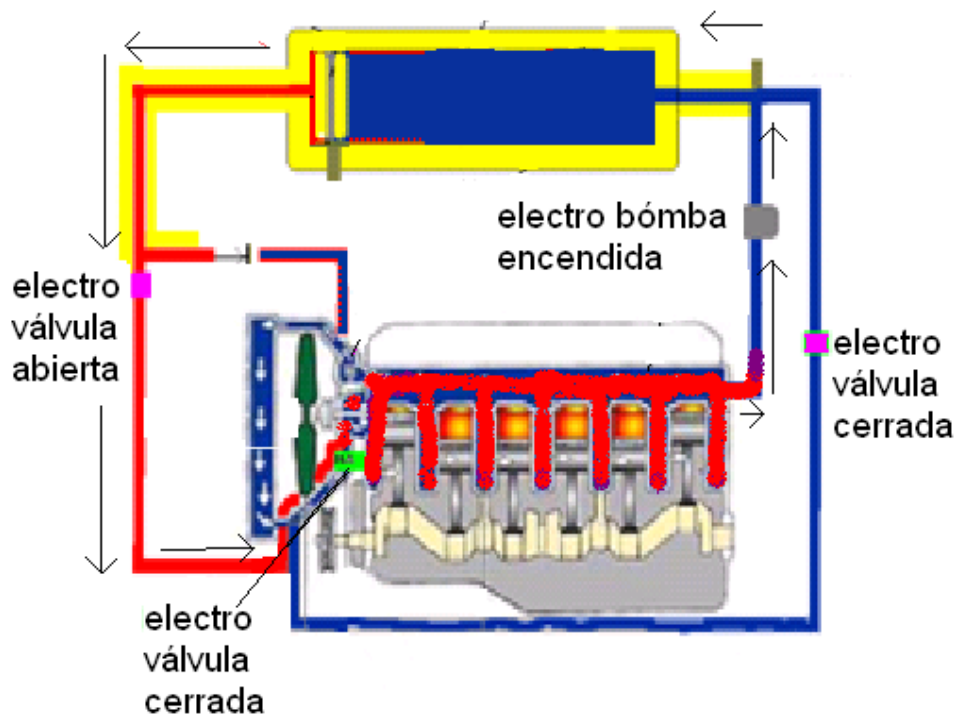 electro bómba
encendida
electro
válvula
abierta
electro
válvula
cerrada
electro
válvula
cerrada